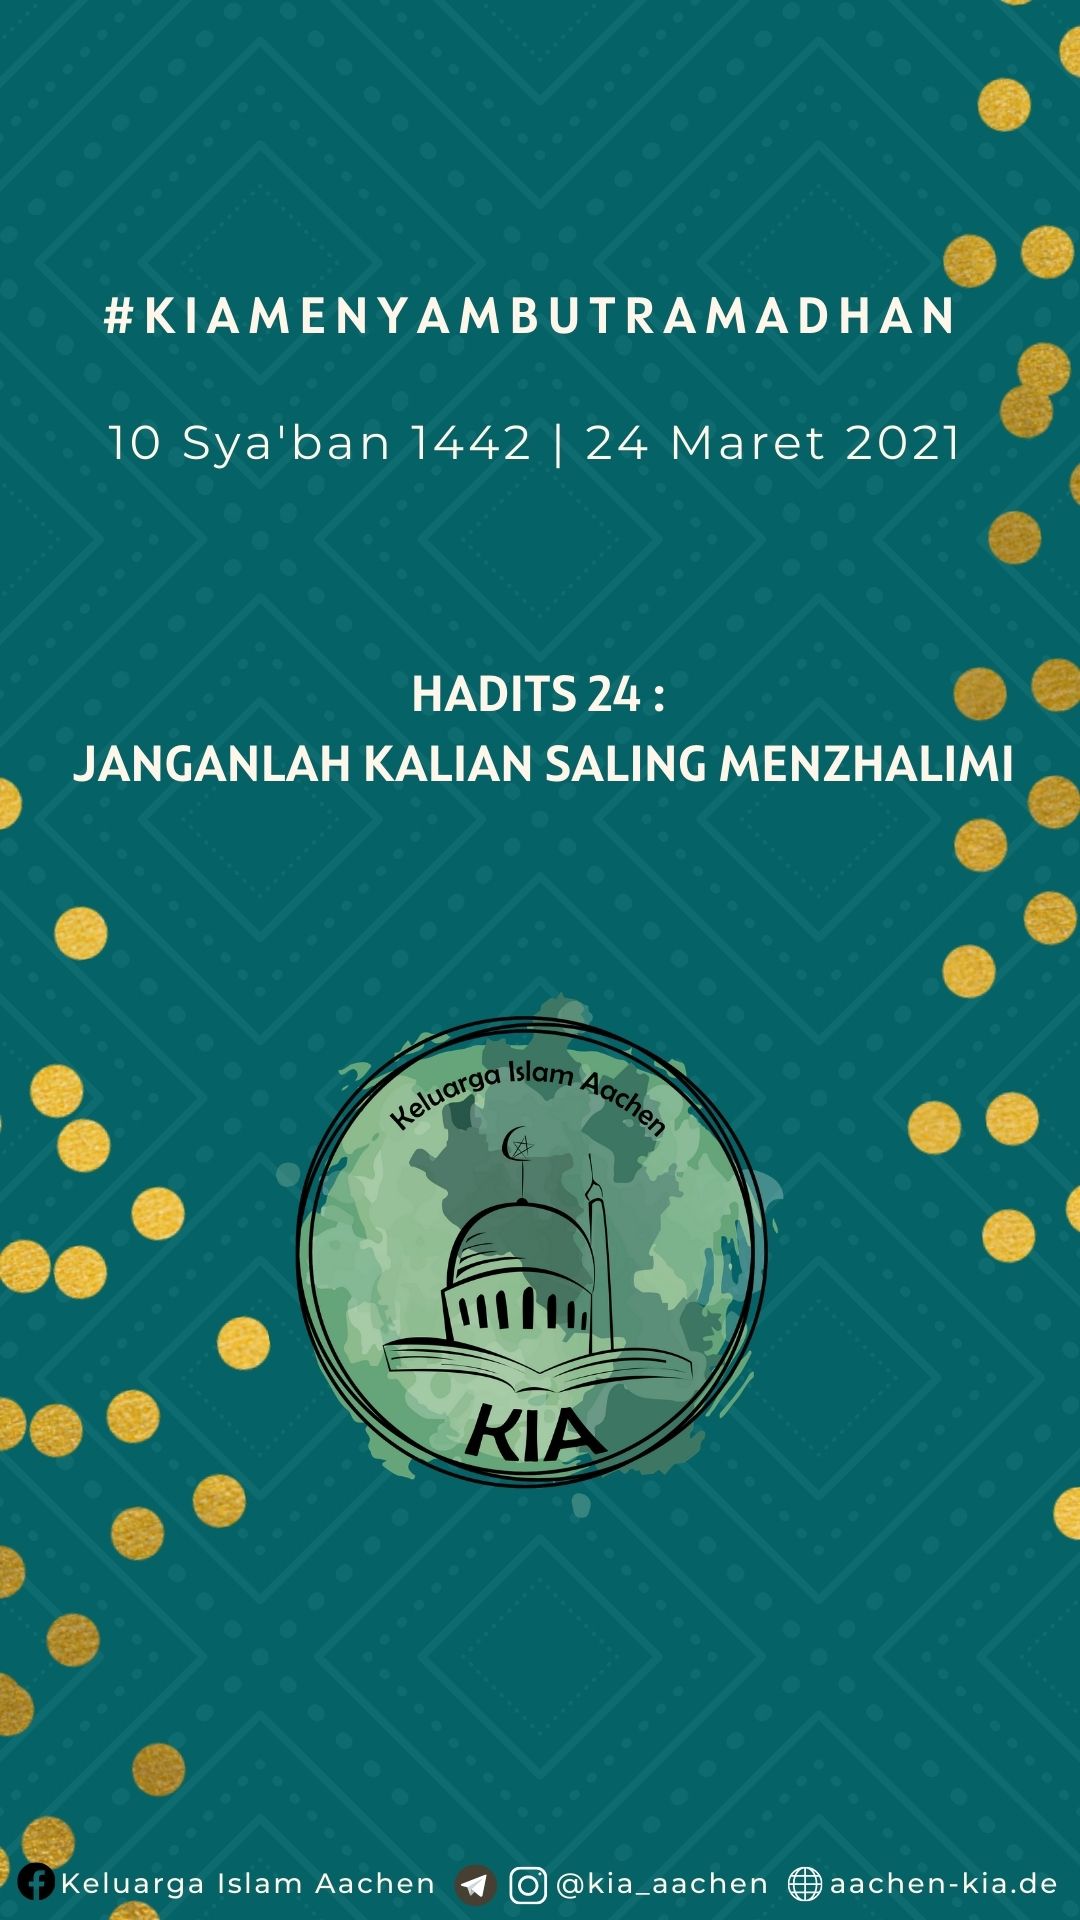 #KIAMENYAMBUTRAMADHAN
10 Sya'ban 1442 | 24 Maret 2021
HADITS 24 :
JANGANLAH KALIAN SALING MENZHALIMI
Keluarga Islam Aachen
KIA
Keluarga Islam Aachen @kia_aachen aachen-kia.de